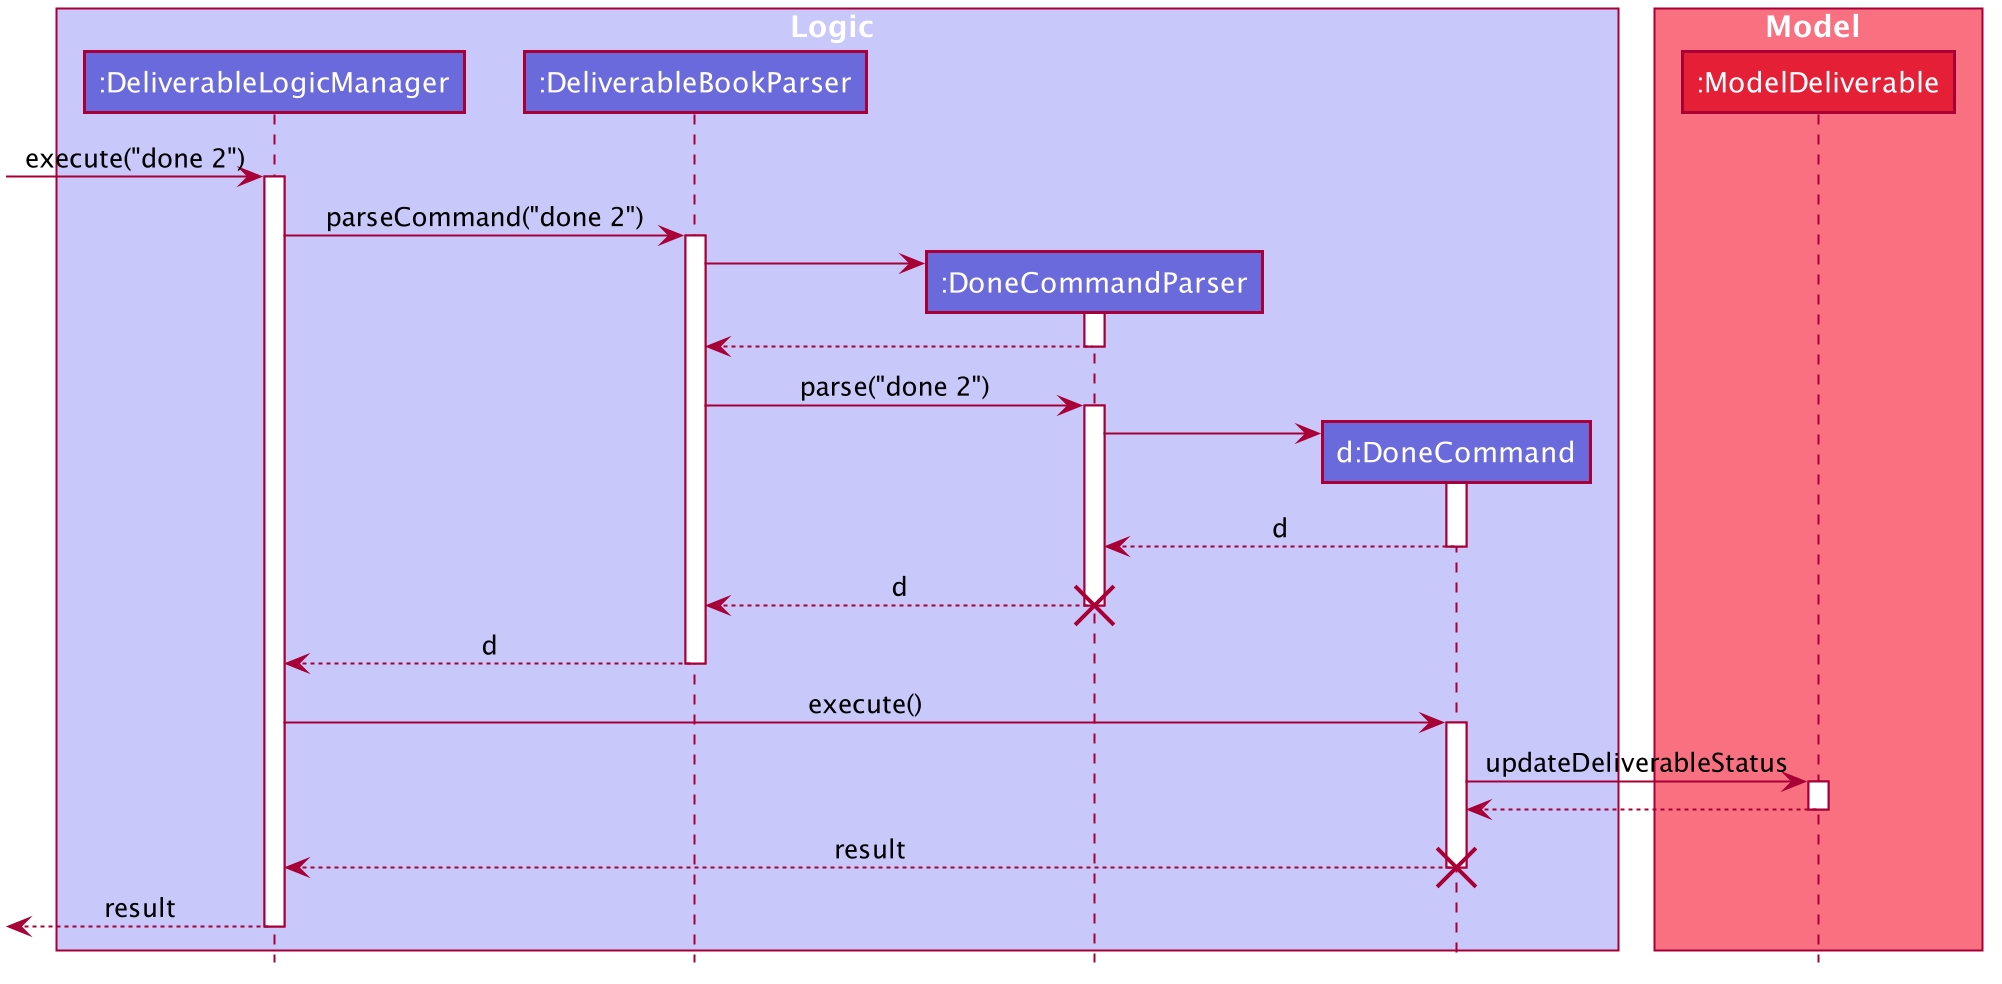 Logic
Model
:DeliverableLogicManager
:DeliverableBookParser
:ModelDeliverable
execute("done 2")
parseCommand("done 2")
:DoneCommandParser
parse("done 2")
d:DoneCommand
d
d
d
execute()
updateDeliverableStatus
result
result